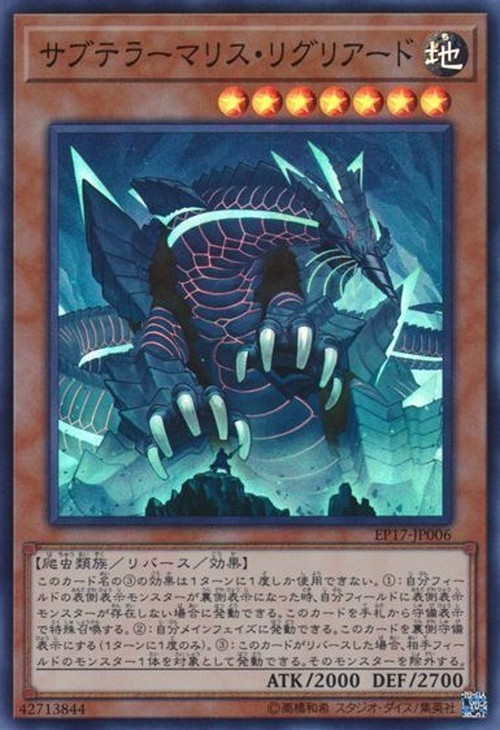 サブテラーマリス・リグリアード
地
EP17-JP006
【爬虫類族/リバース/効果】
このカード名の③の効果は1ターンに1度しか使用できない。①:自分フィー
ルドの表側表示モンスターが裏側表示になった時、自分フィールドに表側表示
モンスターが存在しない場合に発動できる。このカードを手札から守備表示
で特殊召喚する。②:自分メインフェイズに発動できる。このカードを裏側守備
表示にする(1ターンに1度のみ)。③:このカードがリバースした場合、相手フィ
ールドのモンスター1体を対象として発動できる。そのモンスターを除外する。
ATK/2000 DEF/2700
42713844
©高橋和希 スタジオ・ダイス/集英社